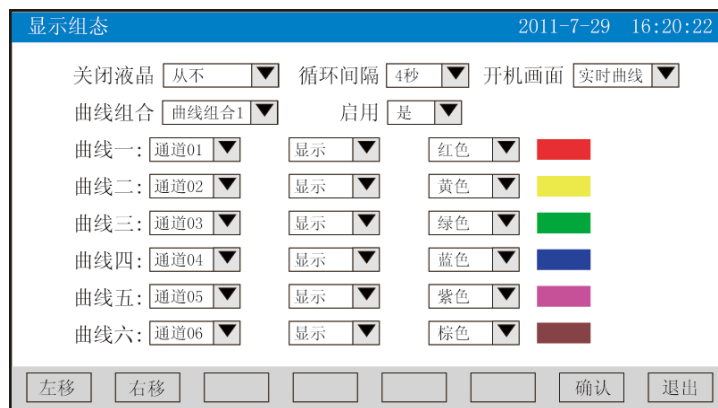 显示组态 2011-7-29 16:20:22
关闭液晶 从不 循环间隔 4秒 开机画面 实时曲线
曲线组合 曲线组合1 启用 是
曲线一: 通道01 显示 红色
曲线二: 通道02 显示 黄色
曲线三: 通道03 显示 绿色
曲线四: 通道04 显示 蓝色
曲线五: 通道05 显示 紫色
曲线六: 通道06 显示 棕色
左移 右移 确认 退出